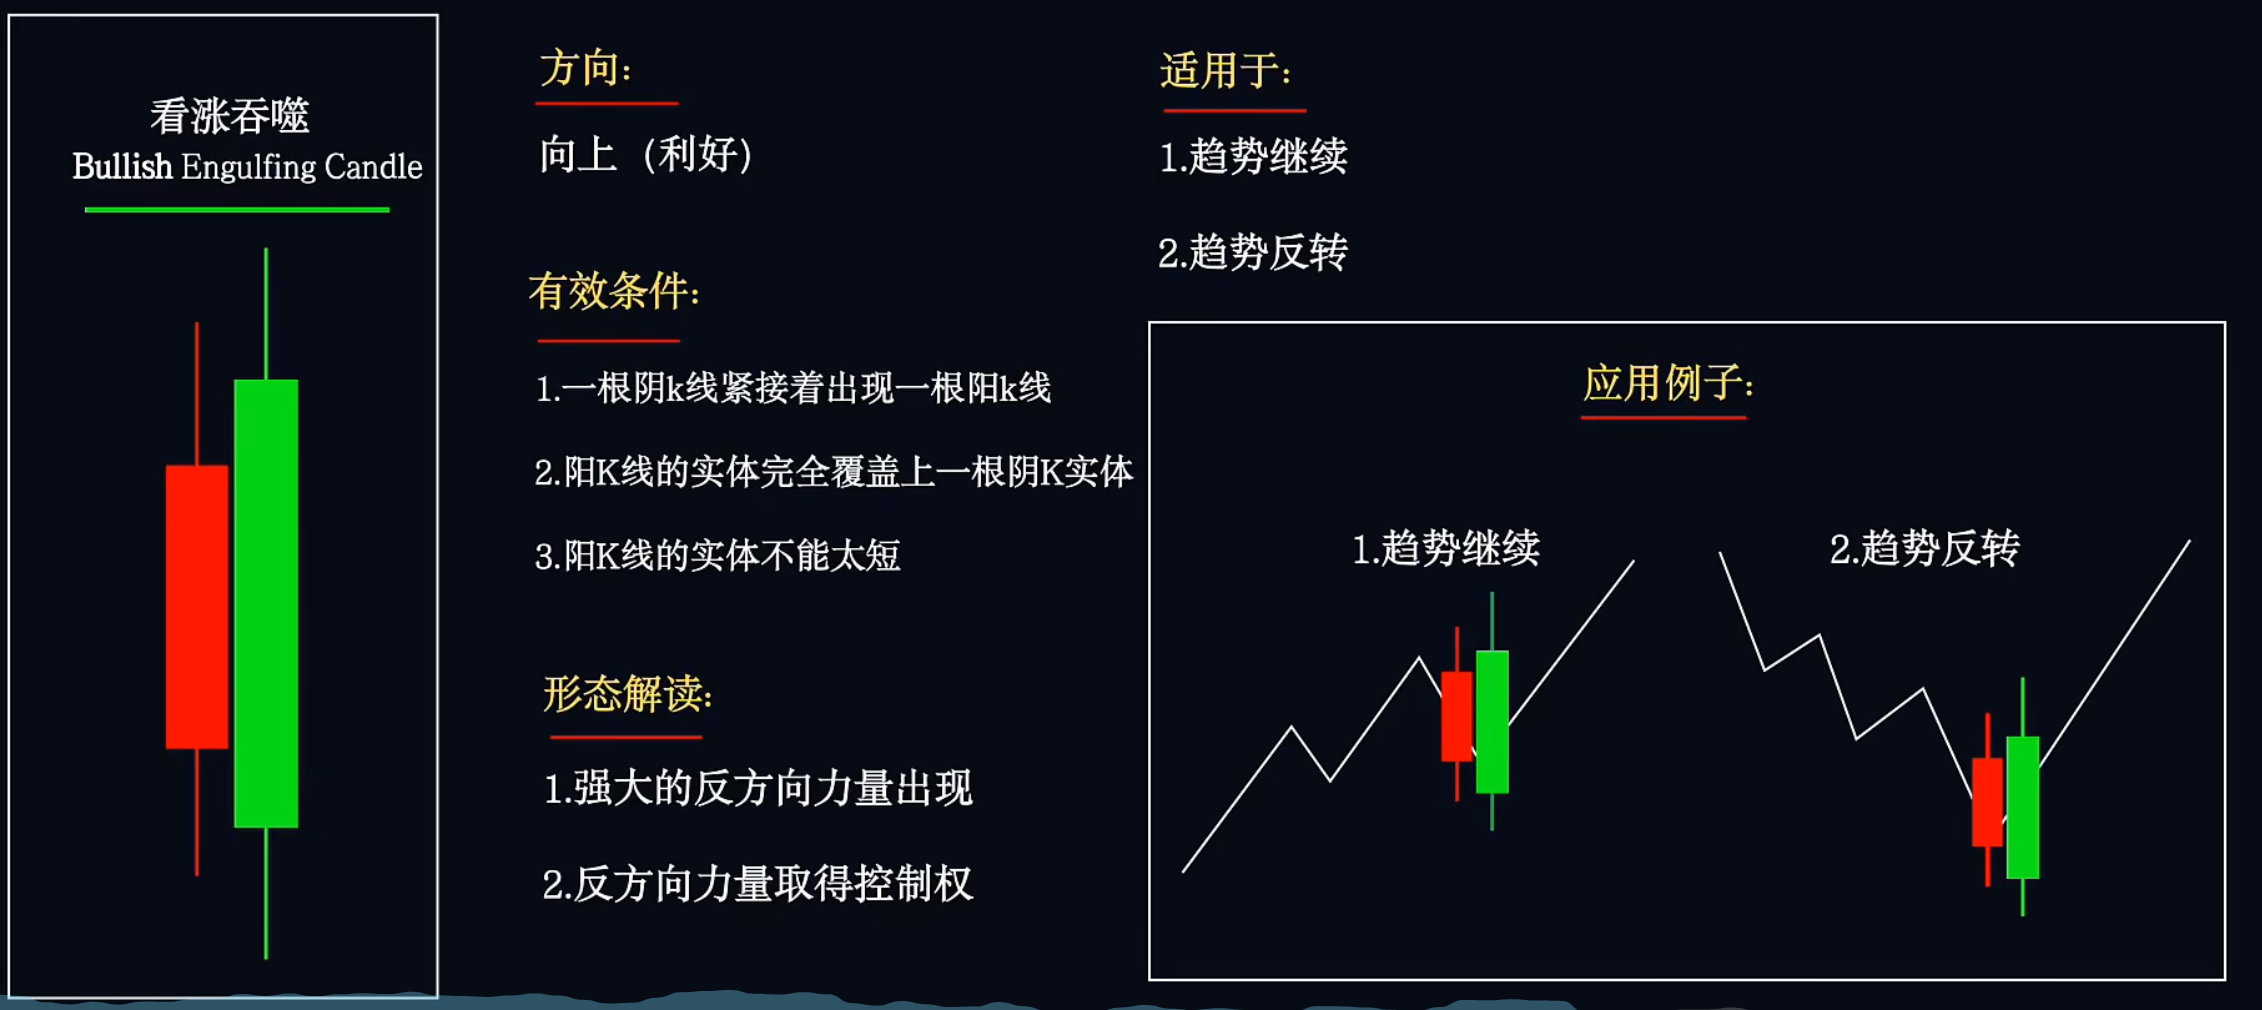 看涨吞噬
Bullish Engulfing Candle
方向:
向上（利好）
有效条件:
1.一根阴k线紧接着出现一根阳k线
2.阳K线的实体完全覆盖上一根阴K实体
3.阳K线的实体不能太短
形态解读:
1.强大的反方向力量出现
2.反方向力量取得控制权
适用于:
1.趋势继续
2.趋势反转
应用例子:
1.趋势继续
2.趋势反转